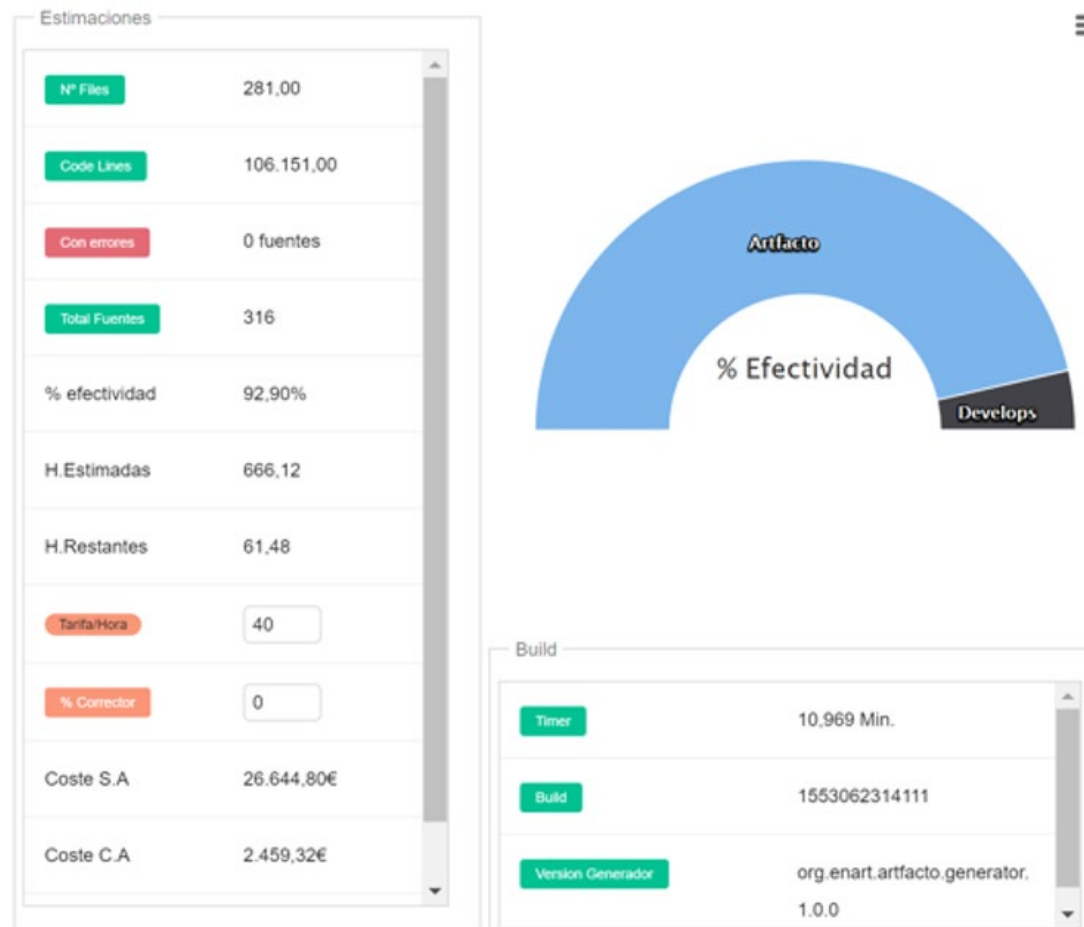 Estimaciones
Nº Files 281,00
Code Lines 106.151,00
Con errores 0 fuentes
Total Fuentes 316
% efectividad 92,90%
H.Estimadas 666,12
H.Restantes 61,48
Tarifa/Hora 40
% Corrector 0
Coste S.A 26.644,80€
Coste C.A 2.459,32€
Artfacto
% Efectividad
Develops
Build
Timer 10,969 Min.
Build 1553062314111
Version Generador org.enart.artfacto.generator.
1.0.0